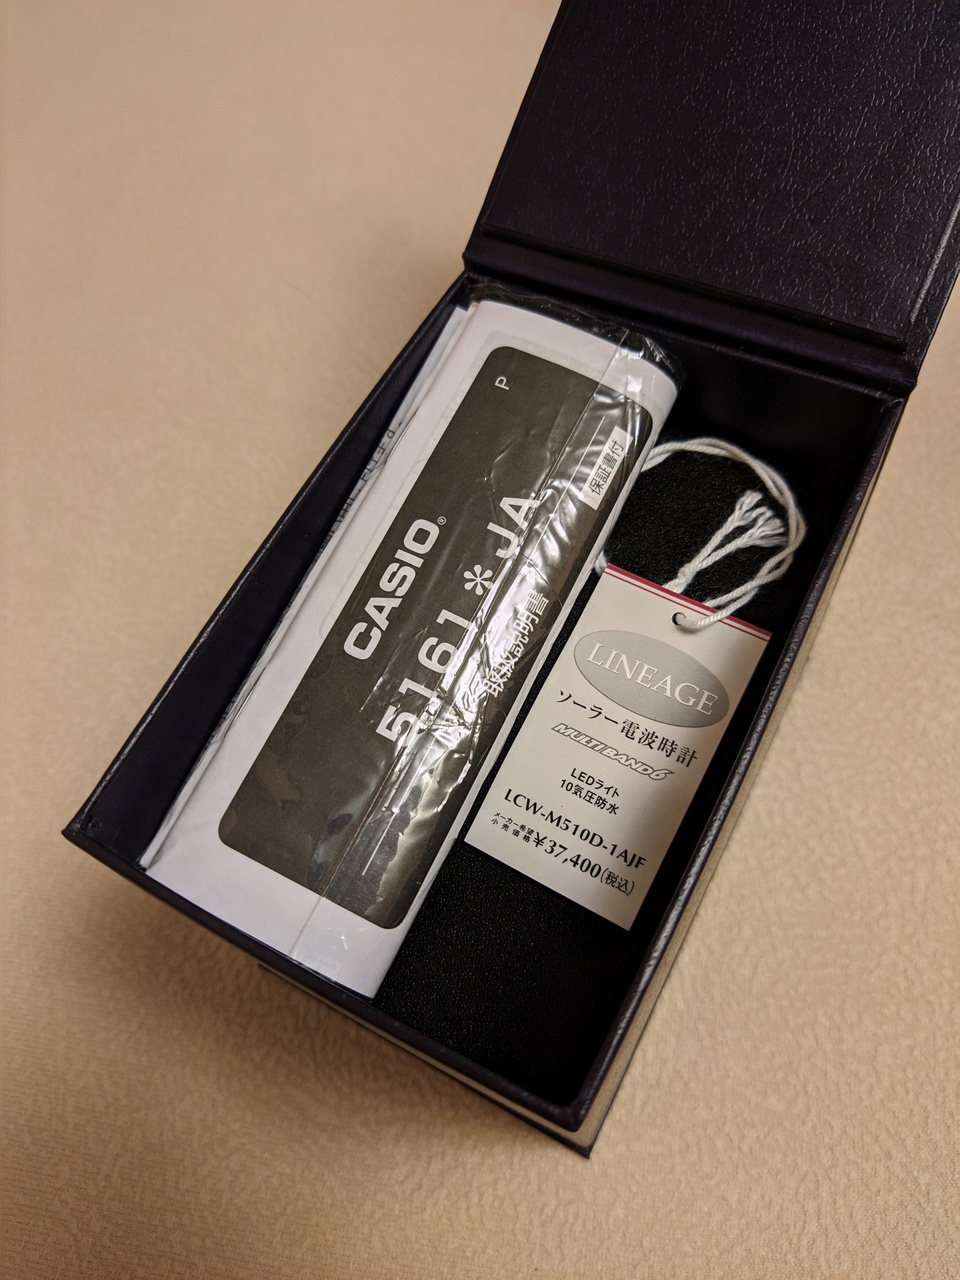 P
CASIO®
5161*JA
取扱説明書
保証書付
LINEAGE
ソーラー電波時計
MULTIBAND6
LEDライト
10気圧防水
LCW-M510D-1AJF
メーカー希望小売価格 ¥37,400(税込)